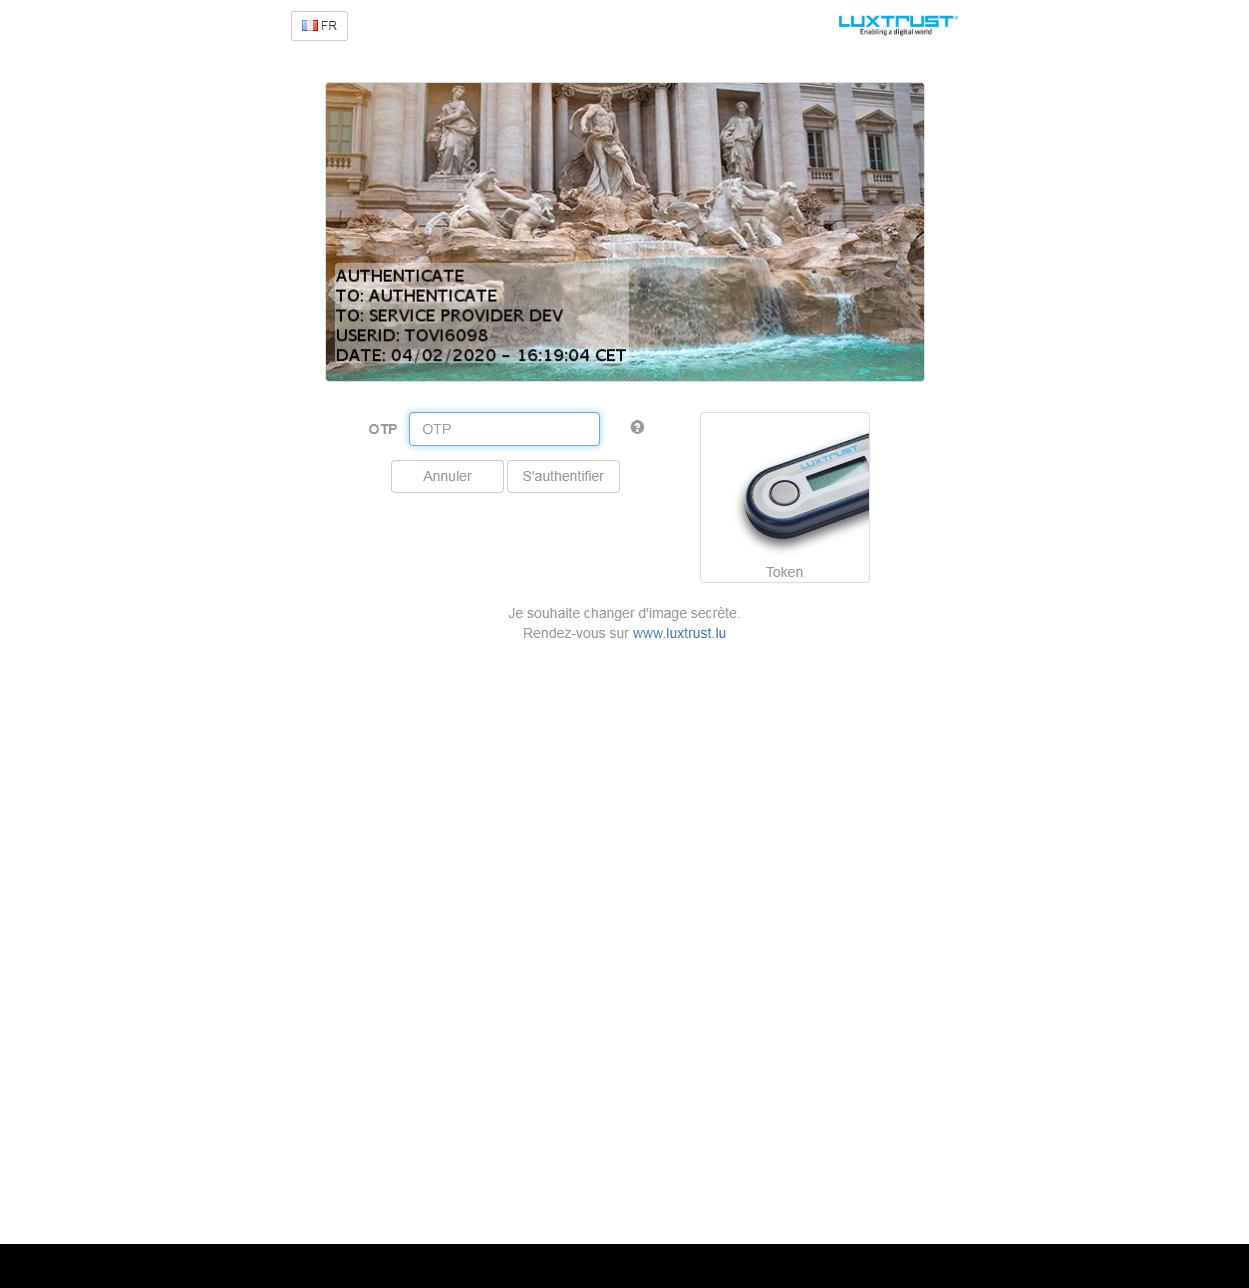 FR
LUXTRUST
Enabling a digital world
AUTHENTICATE
TO: AUTHENTICATE
TO: SERVICE PROVIDER DEV
USERID: TOVI6098
DATE: 04/02/2020 - 16:19:04 CET
OTP OTP
Annuler S'authentifier
LUXTRUST
Token
Je souhaite changer d'image secrète.
Rendez-vous sur www.luxtrust.lu